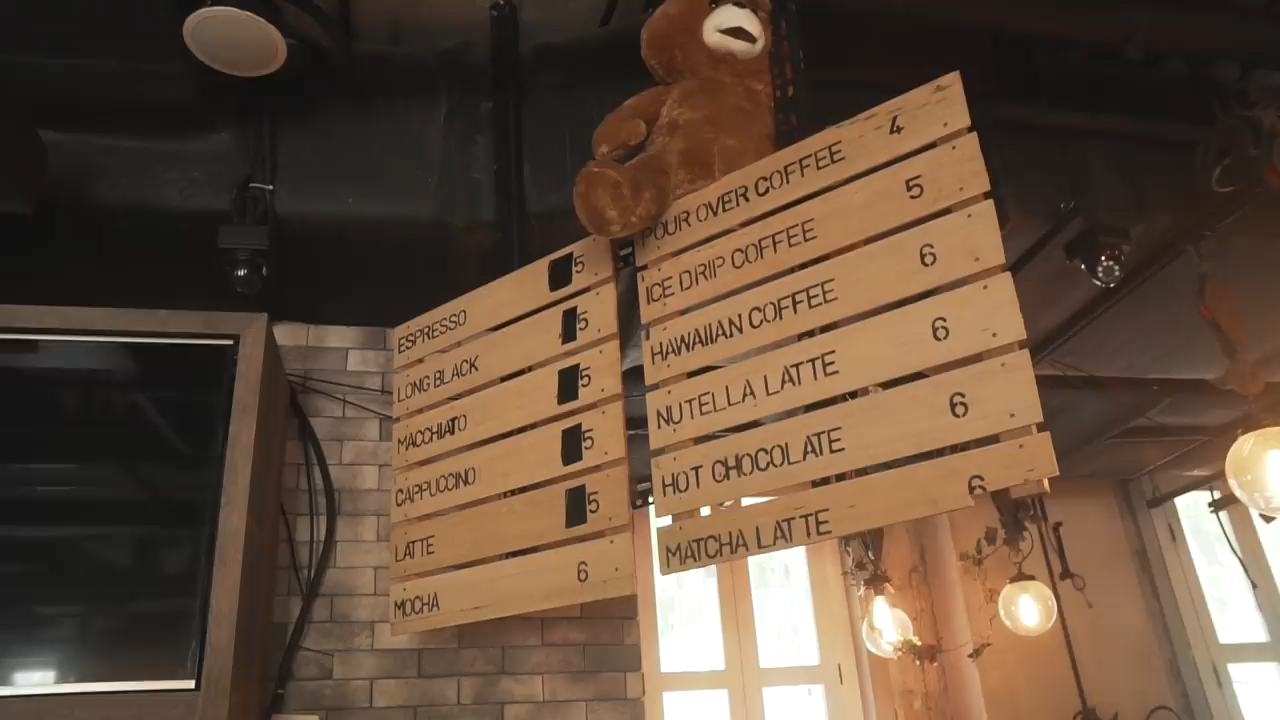 ESPRESSO 5
LONG BLACK 5
MACCHIATO 5
CAPPUCCINO 5
LATTE 5
MOCHA 6
POUR OVER COFFEE 4
ICE DRIP COFFEE 5
HAWAIIAN COFFEE 6
NUTELLA LATTE 6
HOT CHOCOLATE 6
MATCHA LATTE 6